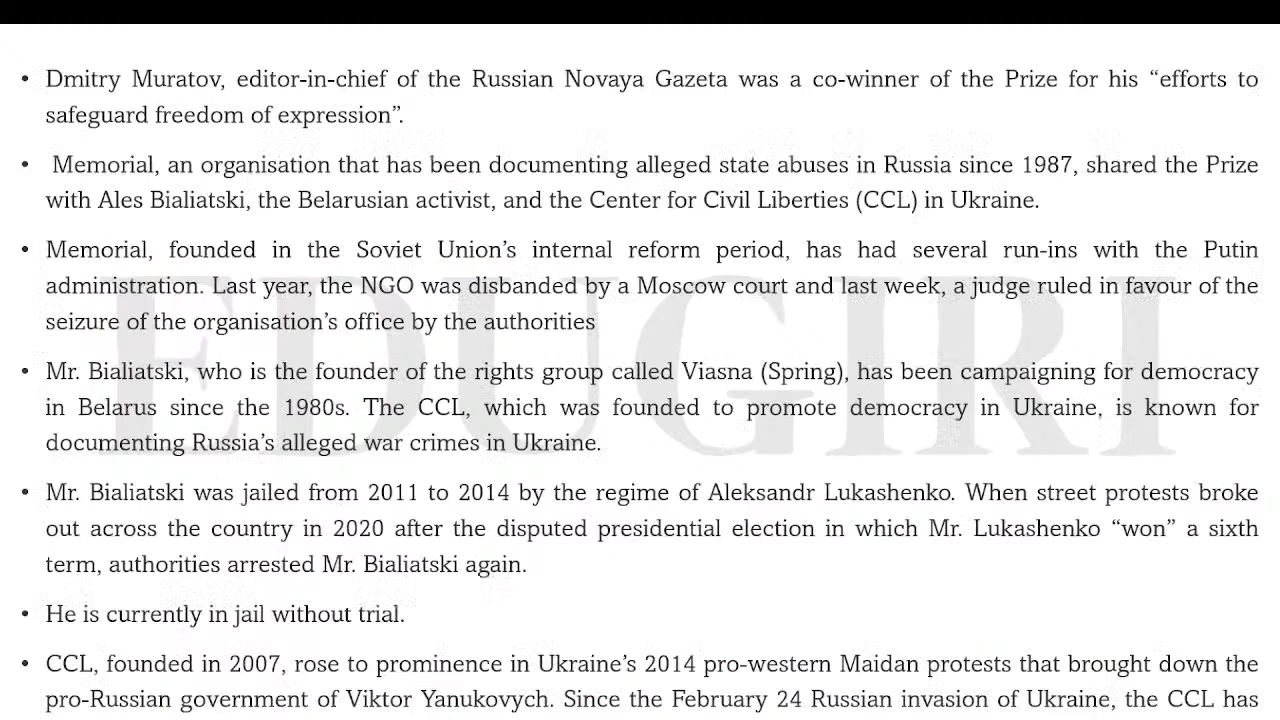 • Dmitry Muratov, editor-in-chief of the Russian Novaya Gazeta was a co-winner of the Prize for his “efforts to
safeguard freedom of expression”.
• Memorial, an organisation that has been documenting alleged state abuses in Russia since 1987, shared the Prize
with Ales Bialiatski, the Belarusian activist, and the Center for Civil Liberties (CCL) in Ukraine.
• Memorial, founded in the Soviet Union’s internal reform period, has had several run-ins with the Putin
administration. Last year, the NGO was disbanded by a Moscow court and last week, a judge ruled in favour of the
seizure of the organisation’s office by the authorities
• Mr. Bialiatski, who is the founder of the rights group called Viasna (Spring), has been campaigning for democracy
in Belarus since the 1980s. The CCL, which was founded to promote democracy in Ukraine, is known for
documenting Russia’s alleged war crimes in Ukraine.
• Mr. Bialiatski was jailed from 2011 to 2014 by the regime of Aleksandr Lukashenko. When street protests broke
out across the country in 2020 after the disputed presidential election in which Mr. Lukashenko “won” a sixth
term, authorities arrested Mr. Bialiatski again.
• He is currently in jail without trial.
• CCL, founded in 2007, rose to prominence in Ukraine’s 2014 pro-western Maidan protests that brought down the
pro-Russian government of Viktor Yanukovych. Since the February 24 Russian invasion of Ukraine, the CCL has
EDUGIRI